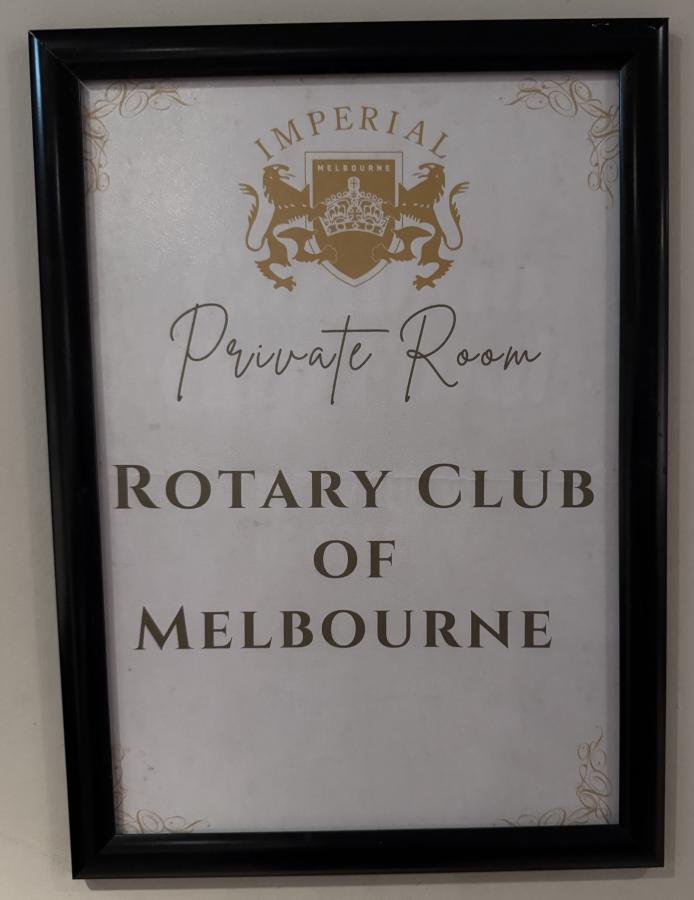 IMPERIAL
MELBOURNE
Private Room
ROTARY CLUB
OF
MELBOURNE